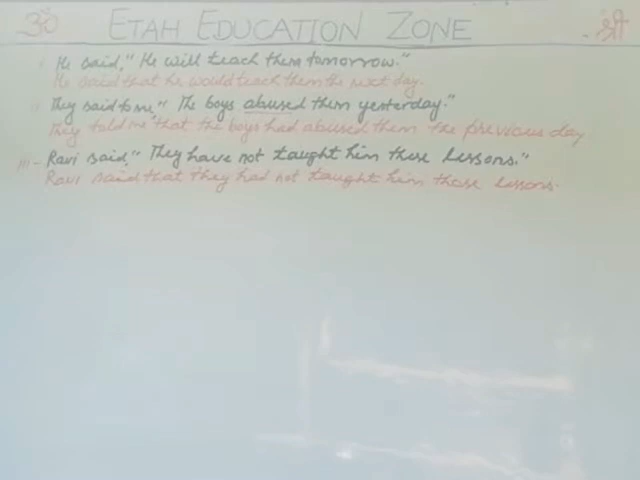 ॐ ETAH EDUCATION ZONE श्री
i He said," He will teach them tomorrow."
He said that he would teach them the next day.
ii They said to me" The boys abused them yesterday."
They told me that the boys had abused them the previous day
iii- Ravi said," They have not taught him these lessons."
Ravi said that they had not taught him those lessons.